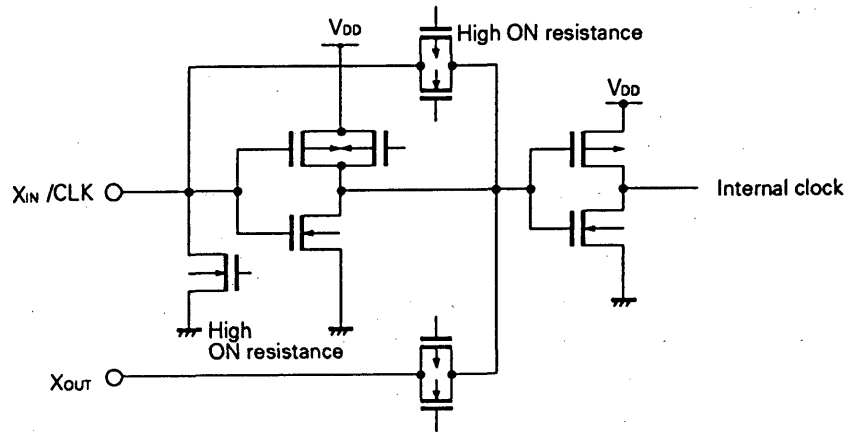 VDD
High ON resistance
VDD
XIN /CLK
Internal clock
High
ON resistance
XOUT